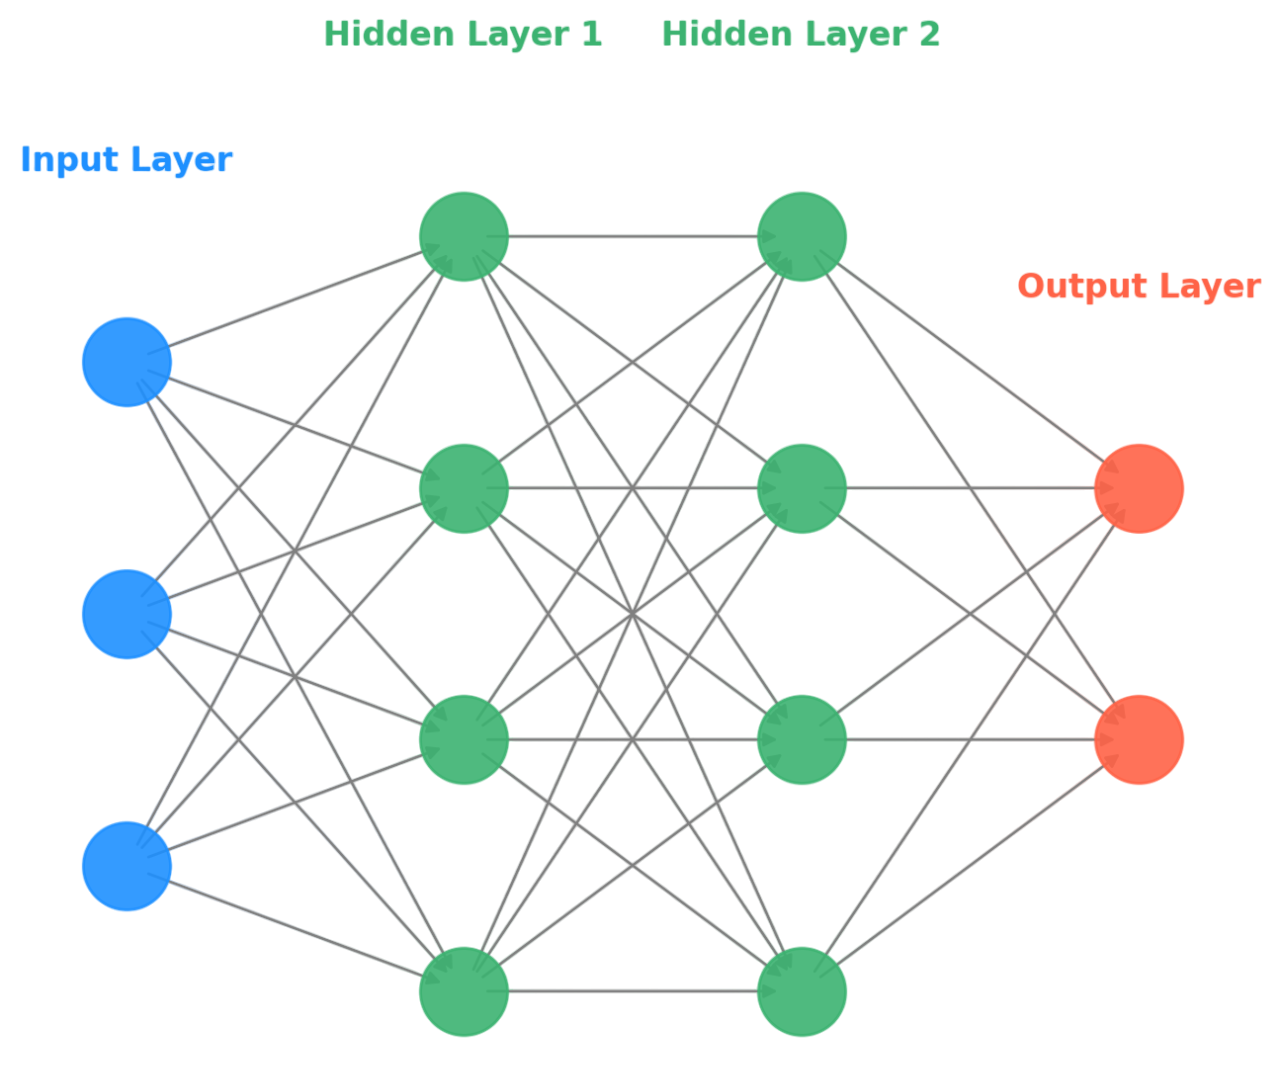 Hidden Layer 1
Hidden Layer 2
Input Layer
Output Layer